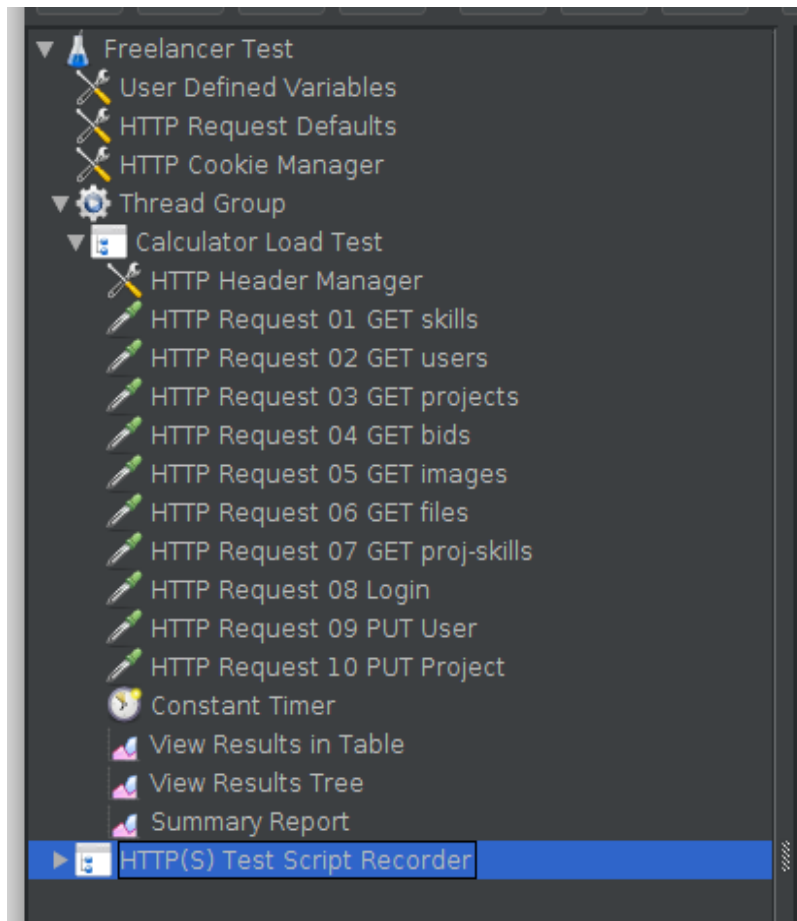 Freelancer Test
User Defined Variables
HTTP Request Defaults
HTTP Cookie Manager
Thread Group
Calculator Load Test
HTTP Header Manager
HTTP Request 01 GET skills
HTTP Request 02 GET users
HTTP Request 03 GET projects
HTTP Request 04 GET bids
HTTP Request 05 GET images
HTTP Request 06 GET files
HTTP Request 07 GET proj-skills
HTTP Request 08 Login
HTTP Request 09 PUT User
HTTP Request 10 PUT Project
Constant Timer
View Results in Table
View Results Tree
Summary Report
HTTP(S) Test Script Recorder